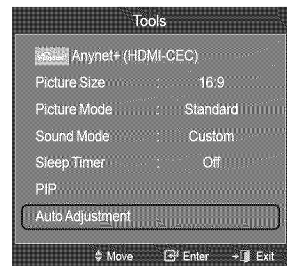 Tools
Anynet+ (HDMI-CEC)
Picture Size : 16:9
Picture Mode : Standard
Sound Mode : Custom
Sleep Timer : Off
PIP
Auto Adjustment
Move Enter Exit